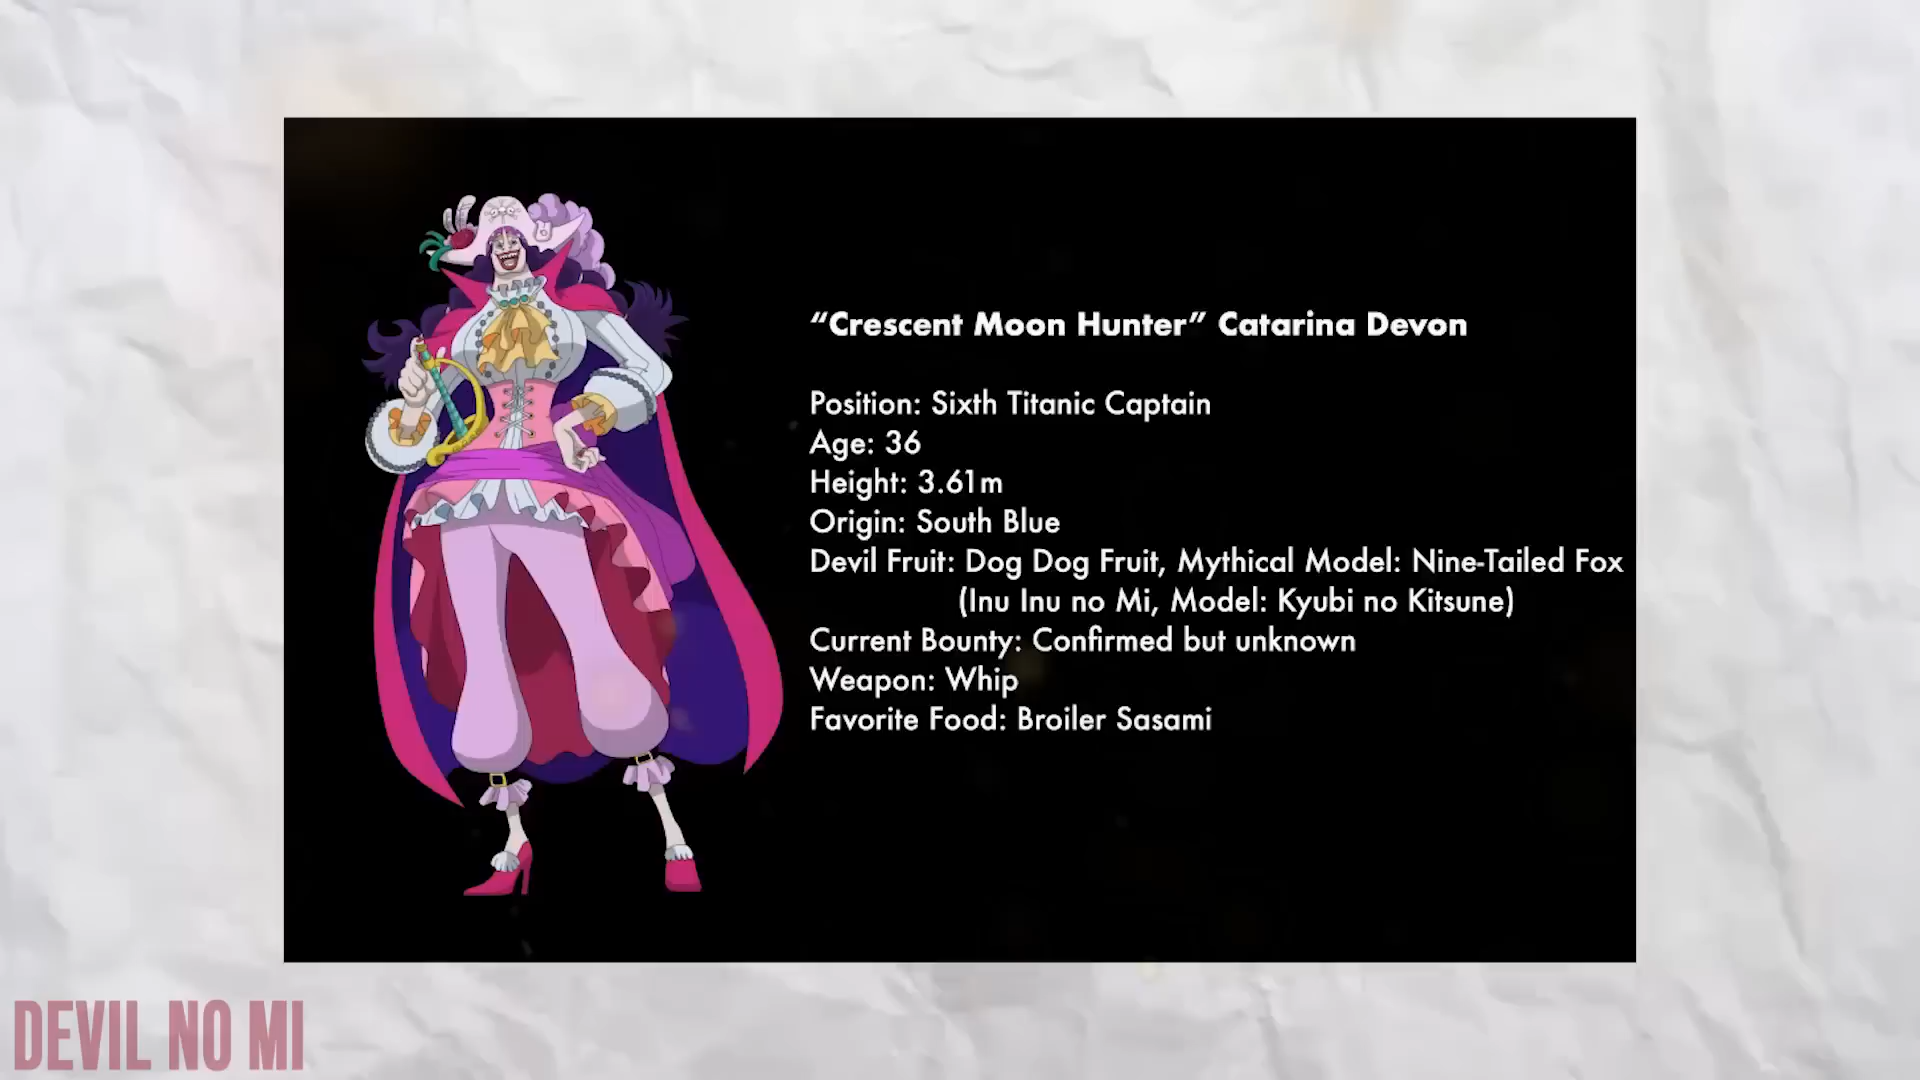 “Crescent Moon Hunter” Catarina Devon
Position: Sixth Titanic Captain
Age: 36
Height: 3.61m
Origin: South Blue
Devil Fruit: Dog Dog Fruit, Mythical Model: Nine-Tailed Fox
(Inu Inu no Mi, Model: Kyubi no Kitsune)
Current Bounty: Confirmed but unknown
Weapon: Whip
Favorite Food: Broiler Sasami
DEVIL NO MI